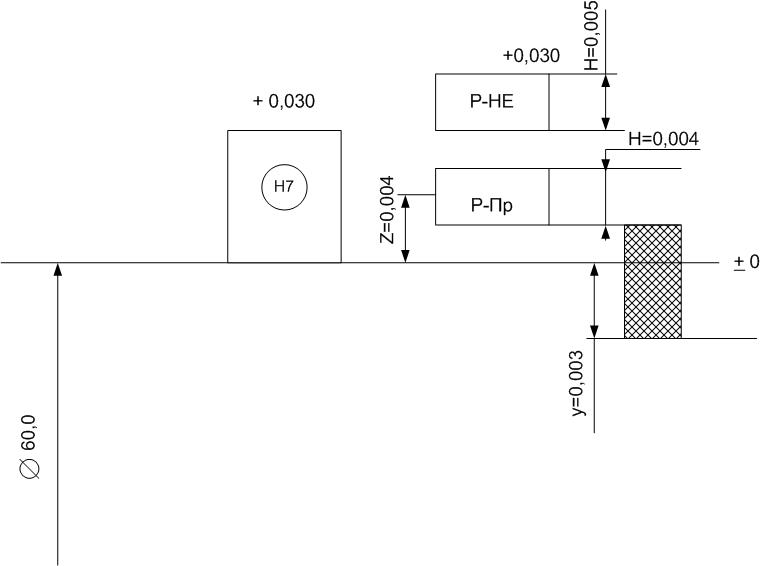 +0,030
H=0,005
+ 0,030
Р-НЕ
H=0,004
H7
Z=0,004
Р-Пр
± 0
y=0,003
∅ 60,0